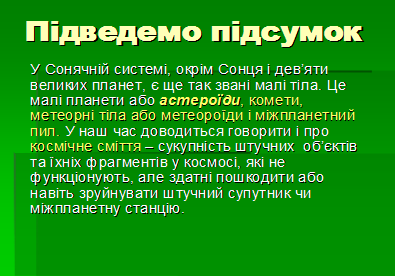 Підведемо підсумок
У Сонячній системі, окрім Сонця і дев'яти
великих планет, є ще так звані малі тіла. Це
малі планети або астероїди, комети,
метеорні тіла або метеороїди і міжпланетний
пил. У наш час доводиться говорити і про
космічне сміття – сукупність штучних об'єктів
та їхніх фрагментів у космосі, які не
функціонують, але здатні пошкодити або
навіть зруйнувати штучний супутник чи
міжпланетну станцію.